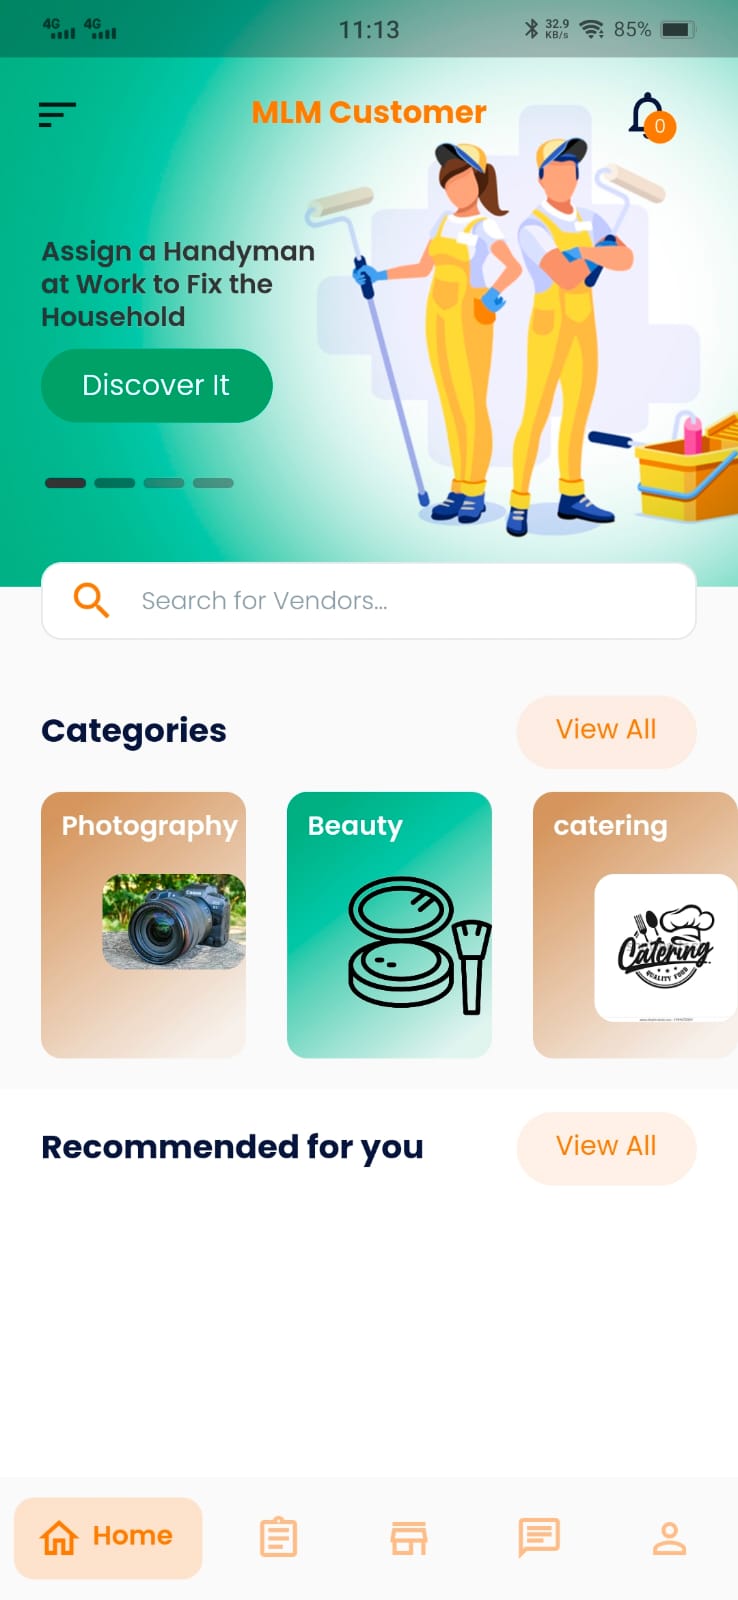 4G 4G 11:13 32.9 KB/s 85%
MLM Customer
0
Assign a Handyman
at Work to Fix the
Household
Discover It
Search for Vendors...
Categories View All
Photography Beauty catering
Canon
Catering
QUALITY FOOD
Recommended for you View All
Home